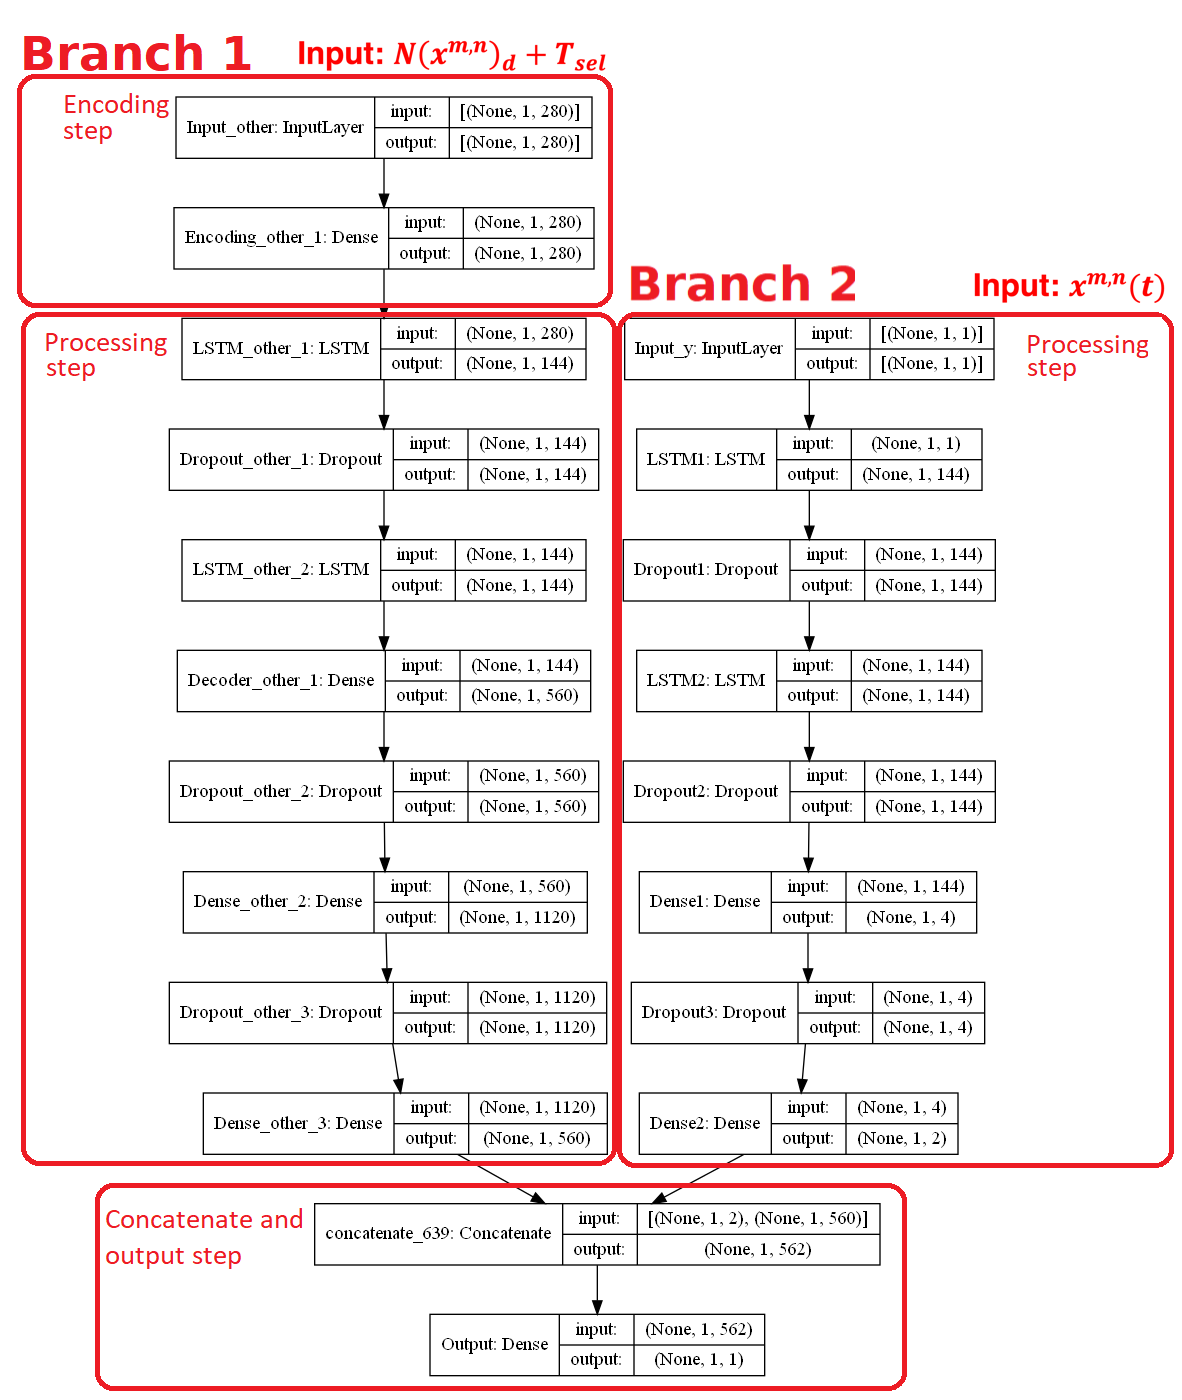 Branch 1 Input: N(x^{m,n})_d + T_{sel}
Encoding
step
Input_other: InputLayer
input: [(None, 1, 280)]
output: [(None, 1, 280)]
Encoding_other_1: Dense
input: (None, 1, 280)
output: (None, 1, 280)
Processing
step
LSTM_other_1: LSTM
input: (None, 1, 280)
output: (None, 1, 144)
Dropout_other_1: Dropout
input: (None, 1, 144)
output: (None, 1, 144)
LSTM_other_2: LSTM
input: (None, 1, 144)
output: (None, 1, 144)
Decoder_other_1: Dense
input: (None, 1, 144)
output: (None, 1, 560)
Dropout_other_2: Dropout
input: (None, 1, 560)
output: (None, 1, 560)
Dense_other_2: Dense
input: (None, 1, 560)
output: (None, 1, 1120)
Dropout_other_3: Dropout
input: (None, 1, 1120)
output: (None, 1, 1120)
Dense_other_3: Dense
input: (None, 1, 1120)
output: (None, 1, 560)
Branch 2 Input: x^{m,n}(t)
Processing
step
Input_y: InputLayer
input: [(None, 1, 1)]
output: [(None, 1, 1)]
LSTM1: LSTM
input: (None, 1, 1)
output: (None, 1, 144)
Dropout1: Dropout
input: (None, 1, 144)
output: (None, 1, 144)
LSTM2: LSTM
input: (None, 1, 144)
output: (None, 1, 144)
Dropout2: Dropout
input: (None, 1, 144)
output: (None, 1, 144)
Dense1: Dense
input: (None, 1, 144)
output: (None, 1, 4)
Dropout3: Dropout
input: (None, 1, 4)
output: (None, 1, 4)
Dense2: Dense
input: (None, 1, 4)
output: (None, 1, 2)
Concatenate and
output step
concatenate_639: Concatenate
input: [(None, 1, 2), (None, 1, 560)]
output: (None, 1, 562)
Output: Dense
input: (None, 1, 562)
output: (None, 1, 1)